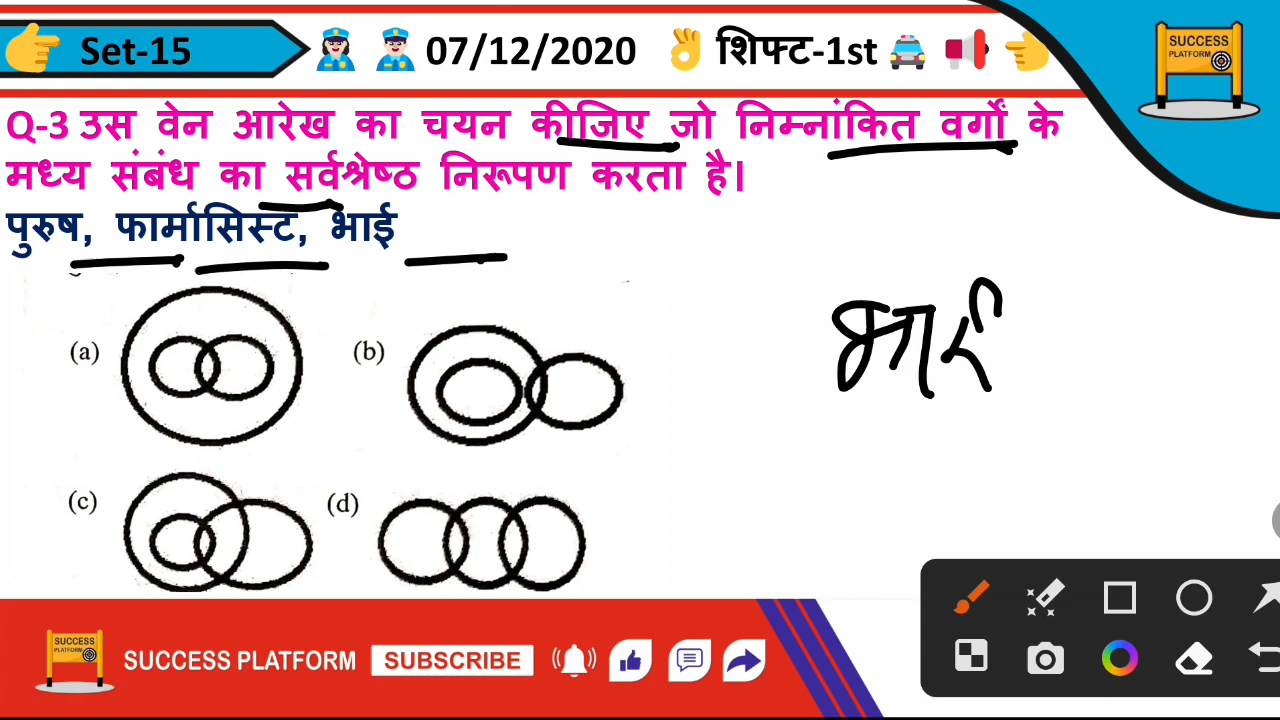 Set-15 07/12/2020 शिफ्ट-1st
SUCCESS
PLATFORM
Q-3 उस वेन आरेख का चयन कीजिए जो निम्नांकित वर्गों के
मध्य संबंध का सर्वश्रेष्ठ निरूपण करता है।
पुरुष, फार्मासिस्ट, भाई
भाई
(a) (b)
(c) (d)
SUCCESS
PLATFORM
SUCCESS PLATFORM SUBSCRIBE